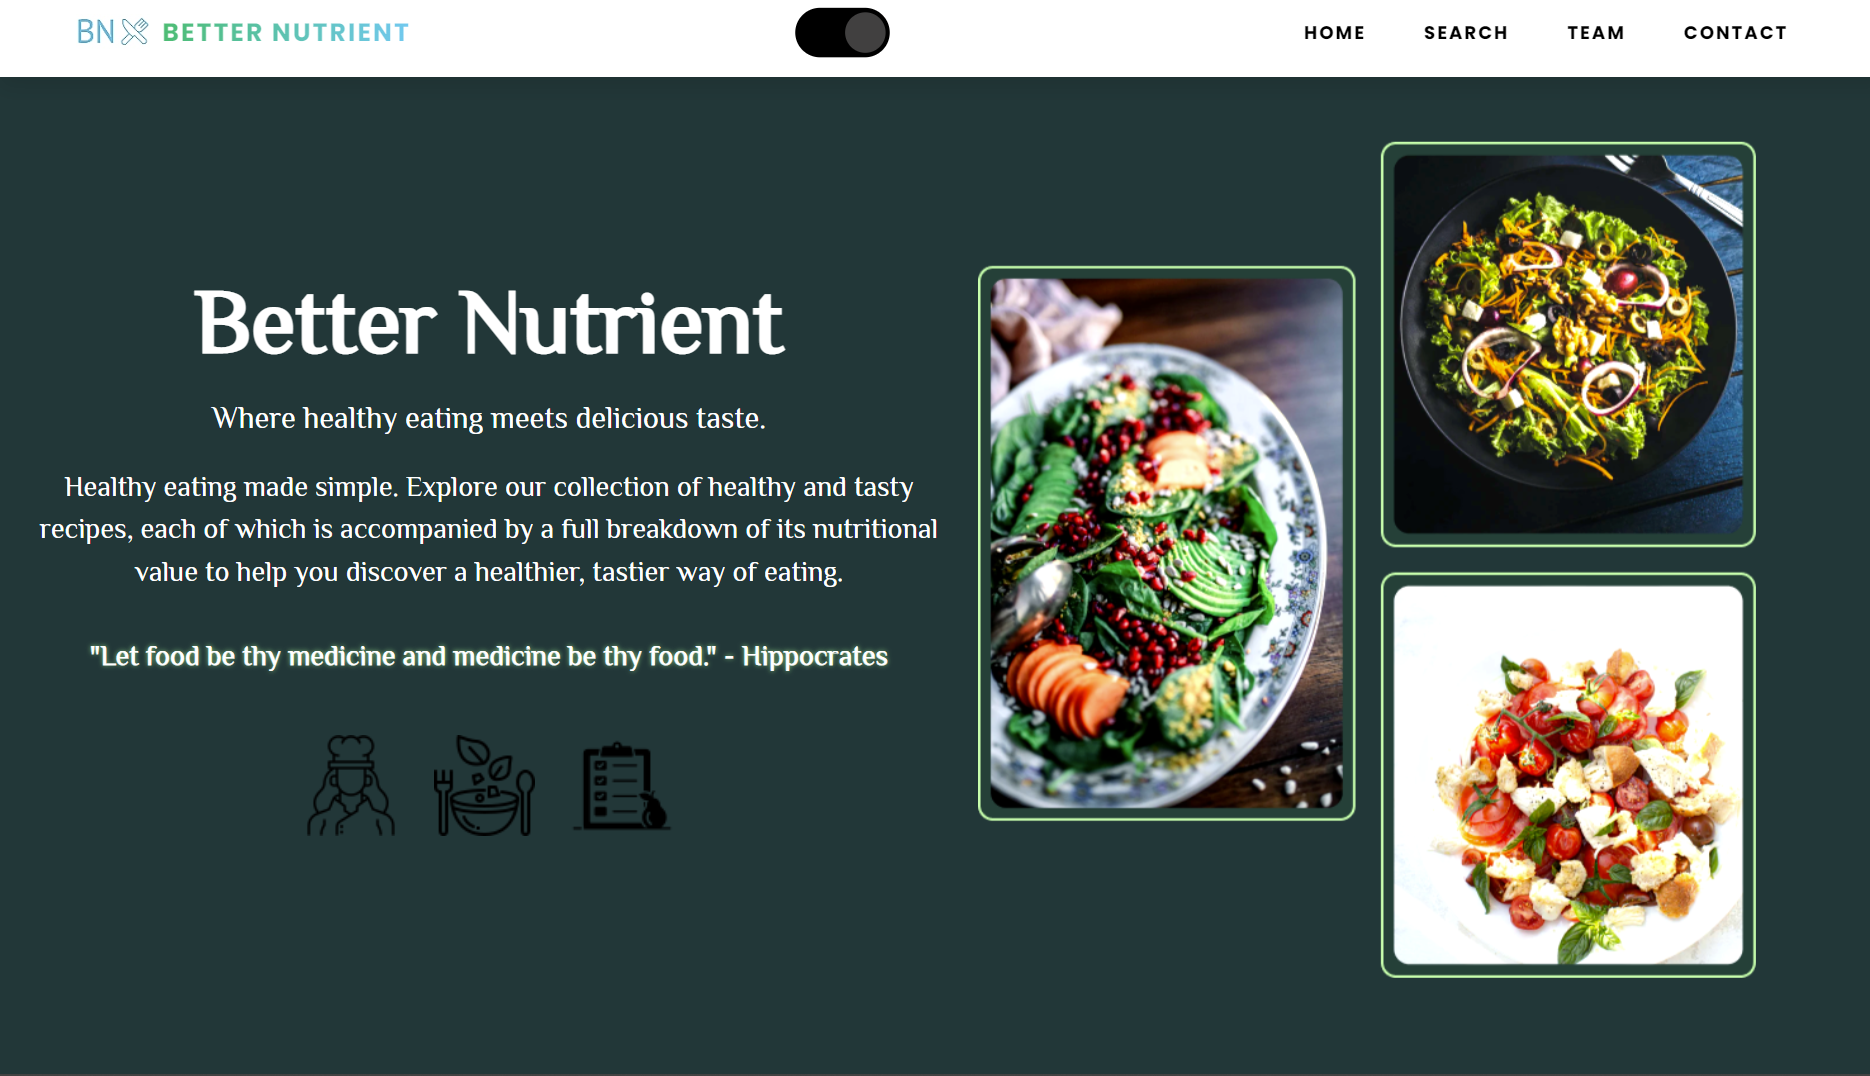 BN BETTER NUTRIENT
HOME SEARCH TEAM CONTACT
Better Nutrient
Where healthy eating meets delicious taste.
Healthy eating made simple. Explore our collection of healthy and tasty
recipes, each of which is accompanied by a full breakdown of its nutritional
value to help you discover a healthier, tastier way of eating.
"Let food be thy medicine and medicine be thy food." - Hippocrates